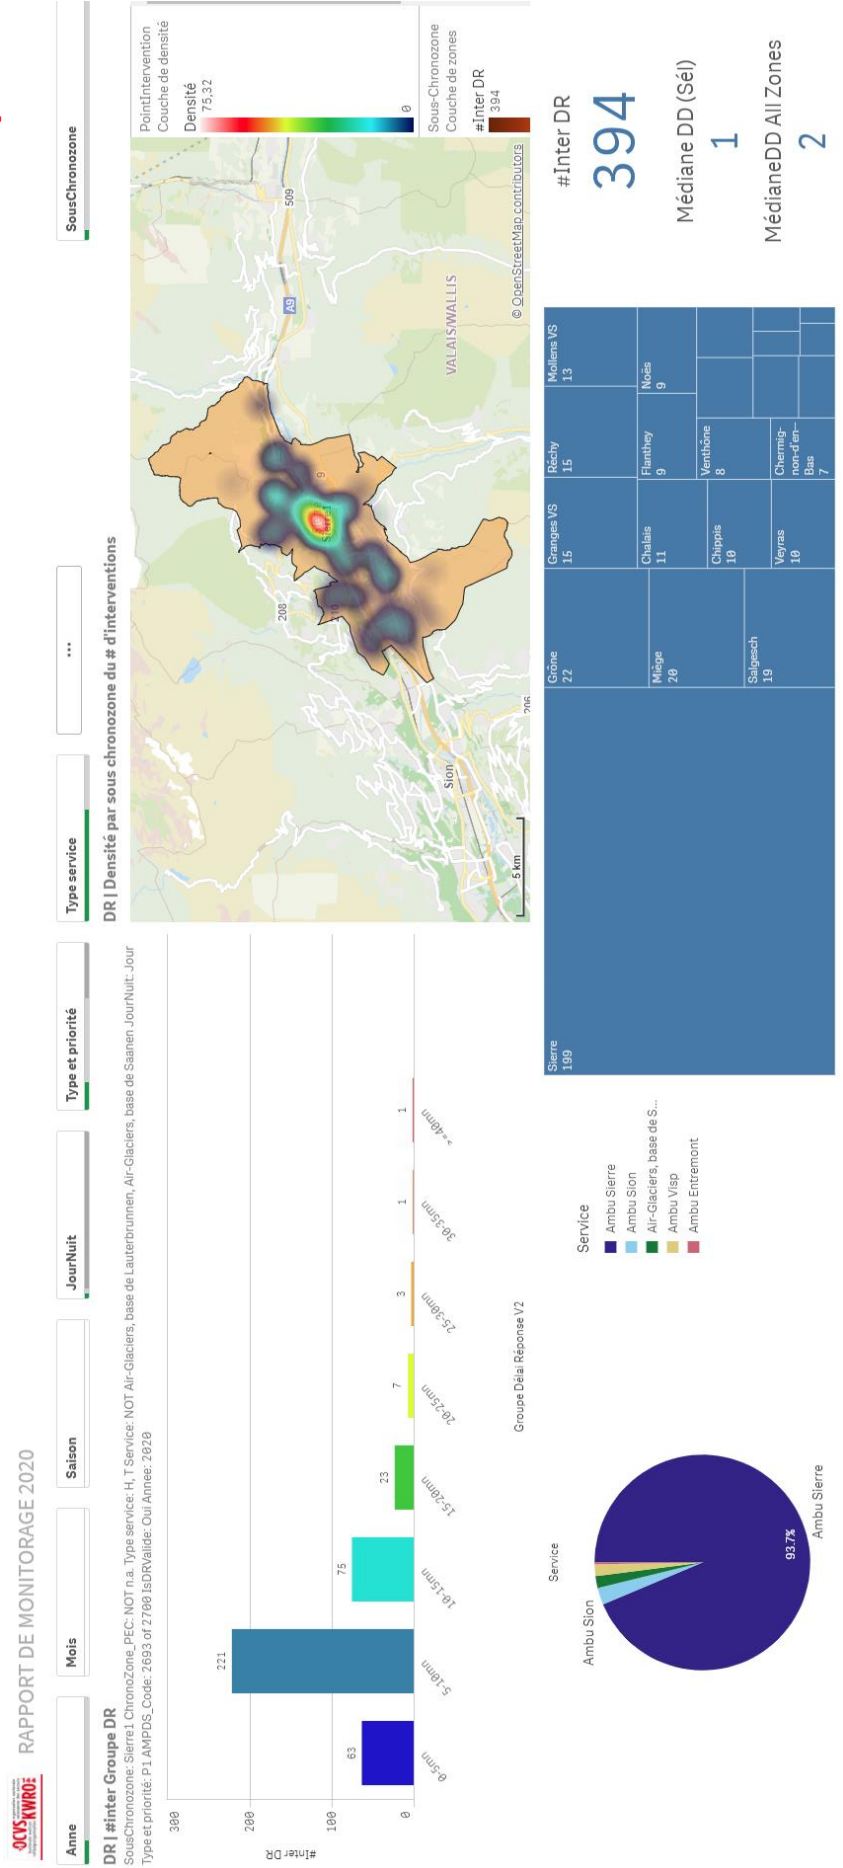 OCVS
KWRO
RAPPORT DE MONITORAGE 2020
Anne
Mois
Saison
JourNuit
Type et priorité
Type service
...
SousChronozone
DR | #inter Groupe DR
SousChronozone: Sierre1 ChronoZone_PEC: NOT n.a. Type service: H, T Service: NOT Air-Glaciers, base de Lauterbrunnen, Air-Glaciers, base de Saanen JourNuit: Jour
Type et priorité: P1 AMPDS_Code: 2693 of 2700 IsDRValide: Oui Annee: 2020
#Inter DR
300
200
100
0
63
221
75
23
7
3
1
1
0-5mn
5-10mn
10-15mn
15-20mn
20-25mn
25-30mn
30-35mn
>=40mn
Groupe Délai Réponse V2
DR | Densité par sous chronozone du # d'interventions
208
509
A9
9
Sion
206
VALAIS/WALLIS
5 km
© OpenStreetMap contributors
PointIntervention
Couche de densité
Densité
75,32
0
Sous-Chronozone
Couche de zones
#Inter DR
394
Service
Ambu Sion
93.7%
Ambu Sierre
Service
Ambu Sierre
Ambu Sion
Air-Glaciers, base de S...
Ambu Visp
Ambu Entremont
Sierre
199
Grône
22
Miège
20
Salgesch
19
Granges VS
15
Réchy
15
Mollens VS
13
Chalais
11
Chippis
10
Veyras
10
Flanthey
9
Noës
9
Venthône
8
Chermig-
non-d'en-
Bas
7
#Inter DR
394
Médiane DD (Sél)
1
MédianeDD All Zones
2